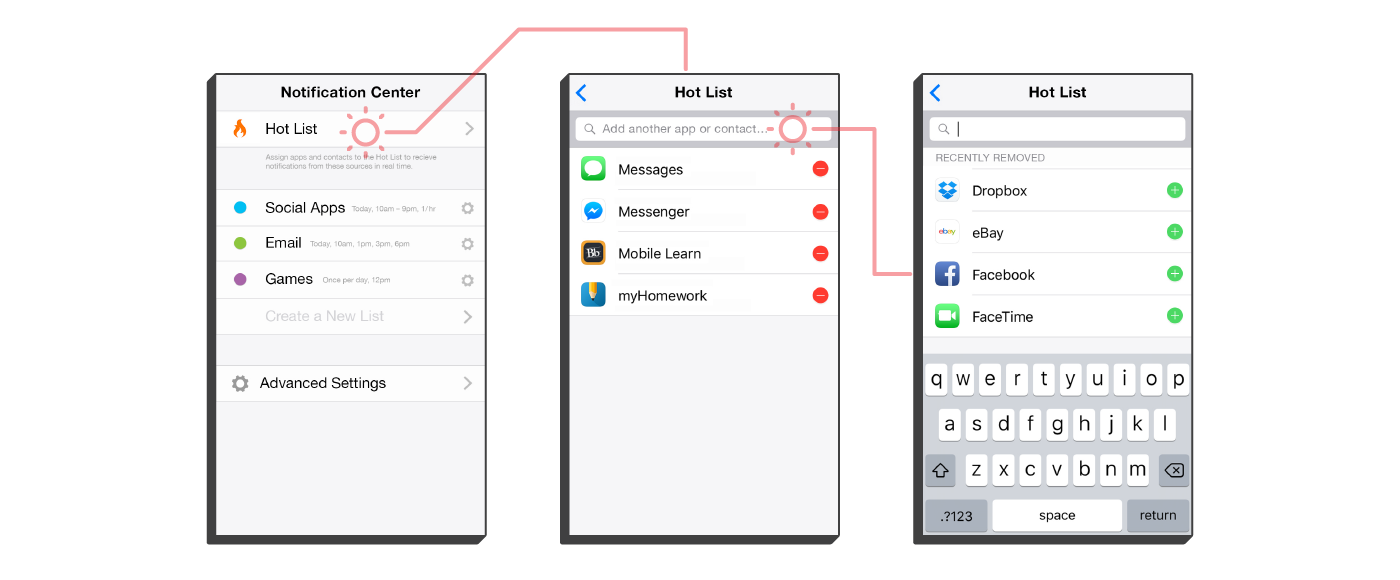 Notification Center
Hot List
Assign apps and contacts to the Hot List to recieve
notifications from these sources in real time.
Social Apps Today, 10am – 9pm, 1/hr
Email Today, 10am, 1pm, 3pm, 6pm
Games Once per day, 12pm
Create a New List
Advanced Settings
Hot List
Add another app or contact...
Messages
Messenger
Bb Mobile Learn
myHomework
Hot List
RECENTLY REMOVED
Dropbox
ebay eBay
f Facebook
FaceTime
q w e r t y u i o p
a s d f g h j k l
z x c v b n m
.?123 space return